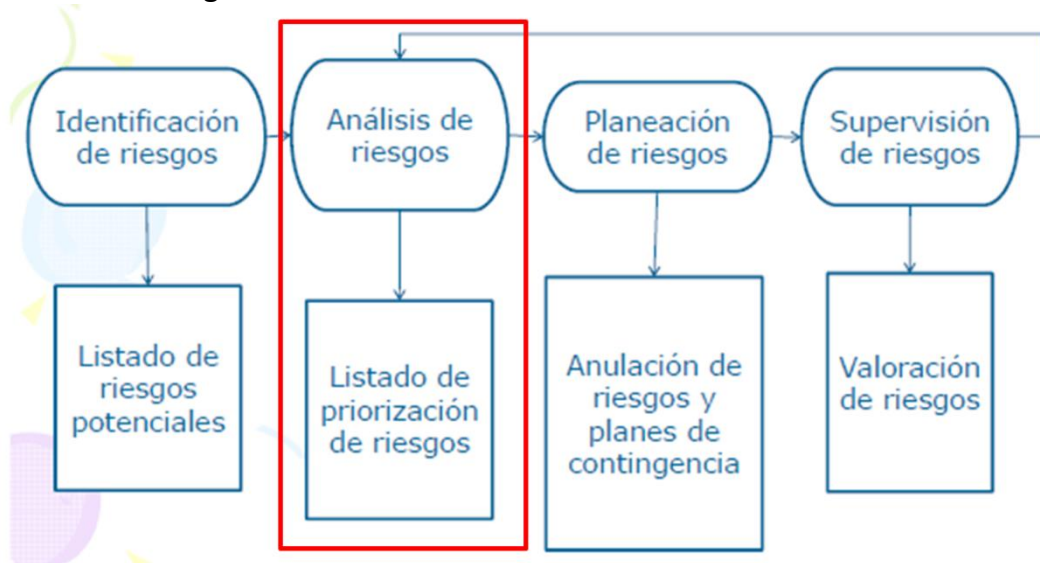 Identificación
de riesgos
Análisis de
riesgos
Planeación
de riesgos
Supervisión
de riesgos
Listado de
riesgos
potenciales
Listado de
priorización
de riesgos
Anulación de
riesgos y
planes de
contingencia
Valoración
de riesgos